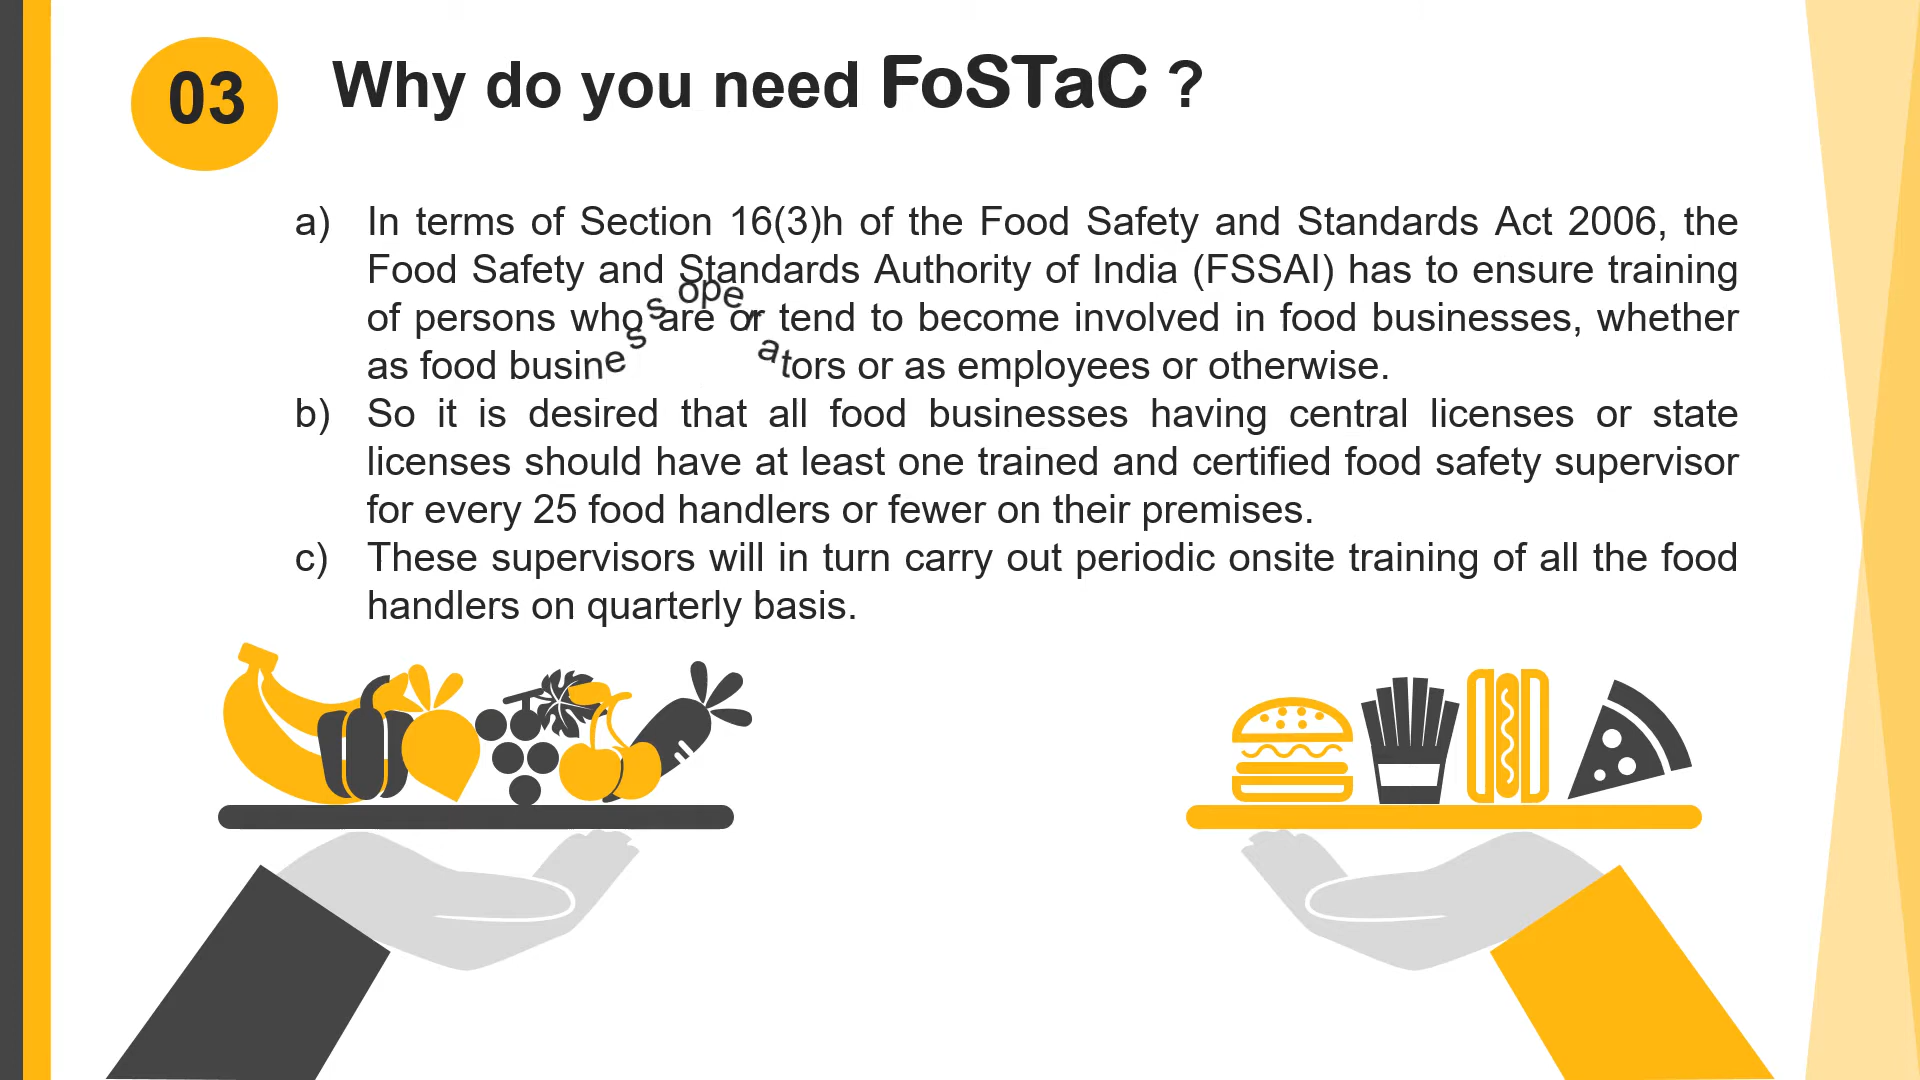 03
Why do you need FoSTaC ?
a) In terms of Section 16(3)h of the Food Safety and Standards Act 2006, the
Food Safety and Standards Authority of India (FSSAI) has to ensure training
of persons who are or tend to become involved in food businesses, whether
as food business operators or as employees or otherwise.
b) So it is desired that all food businesses having central licenses or state
licenses should have at least one trained and certified food safety supervisor
for every 25 food handlers or fewer on their premises.
c) These supervisors will in turn carry out periodic onsite training of all the food
handlers on quarterly basis.